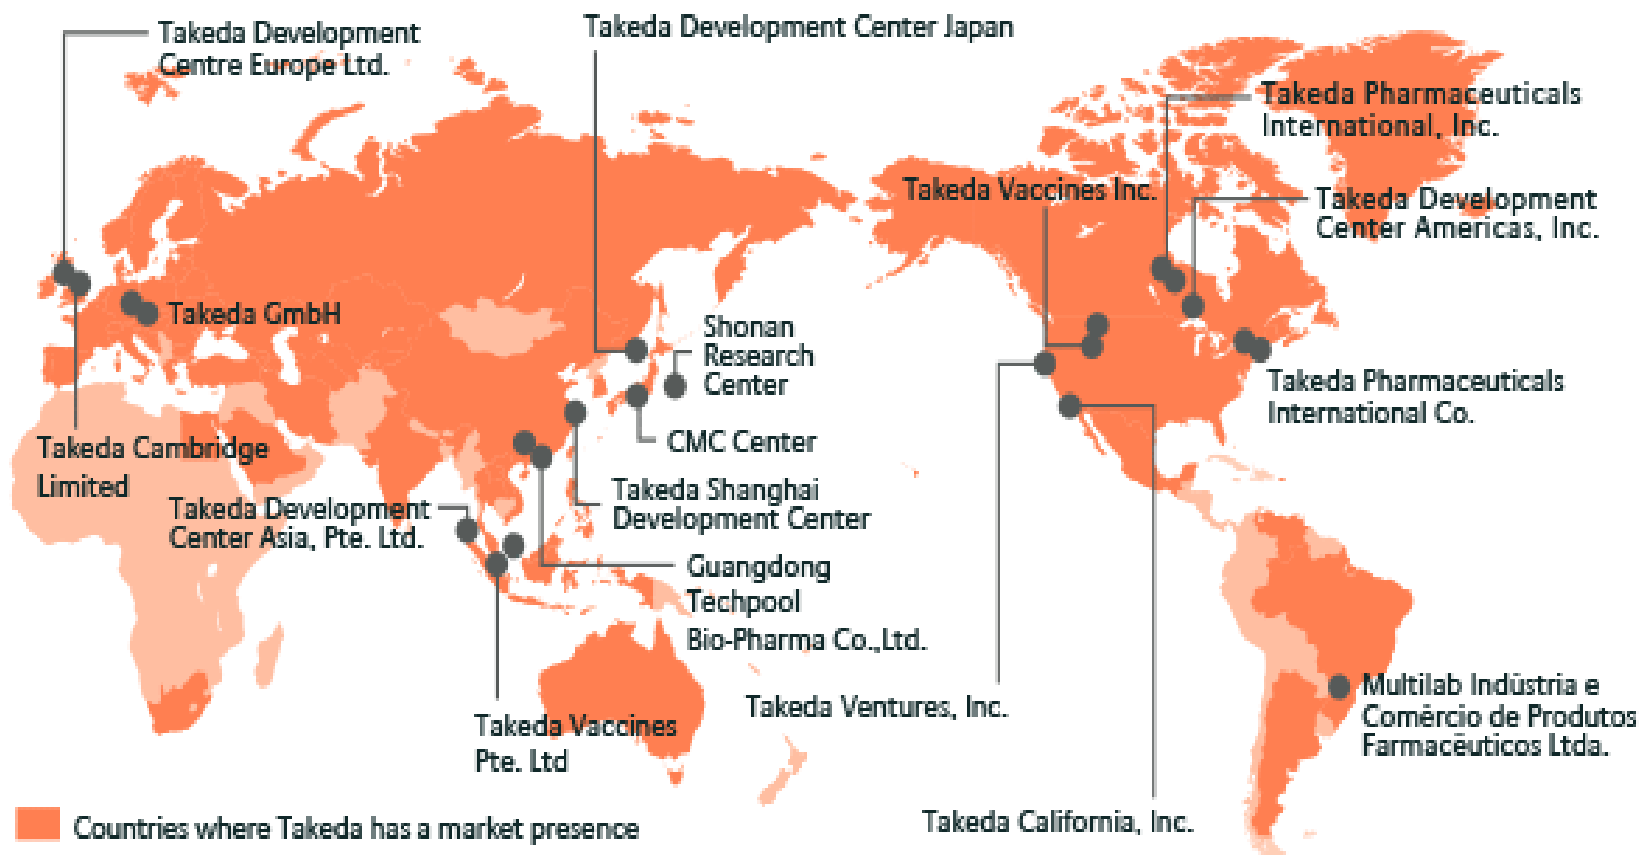 Takeda Development
Centre Europe Ltd.
Takeda Development Center Japan
Takeda Pharmaceuticals
International, Inc.
Takeda Vaccines Inc.
Takeda Development
Center Americas, Inc.
Takeda GmbH
Shonan
Research
Center
Takeda Pharmaceuticals
International Co.
Takeda Cambridge
Limited
CMC Center
Takeda Development
Center Asia, Pte. Ltd.
Takeda Shanghai
Development Center
Guangdong
Techpool
Bio-Pharma Co.,Ltd.
Takeda Vaccines
Pte. Ltd
Takeda Ventures, Inc.
Multilab Indústria e
Comércio de Produtos
Farmacêuticos Ltda.
Takeda California, Inc.
Countries where Takeda has a market presence